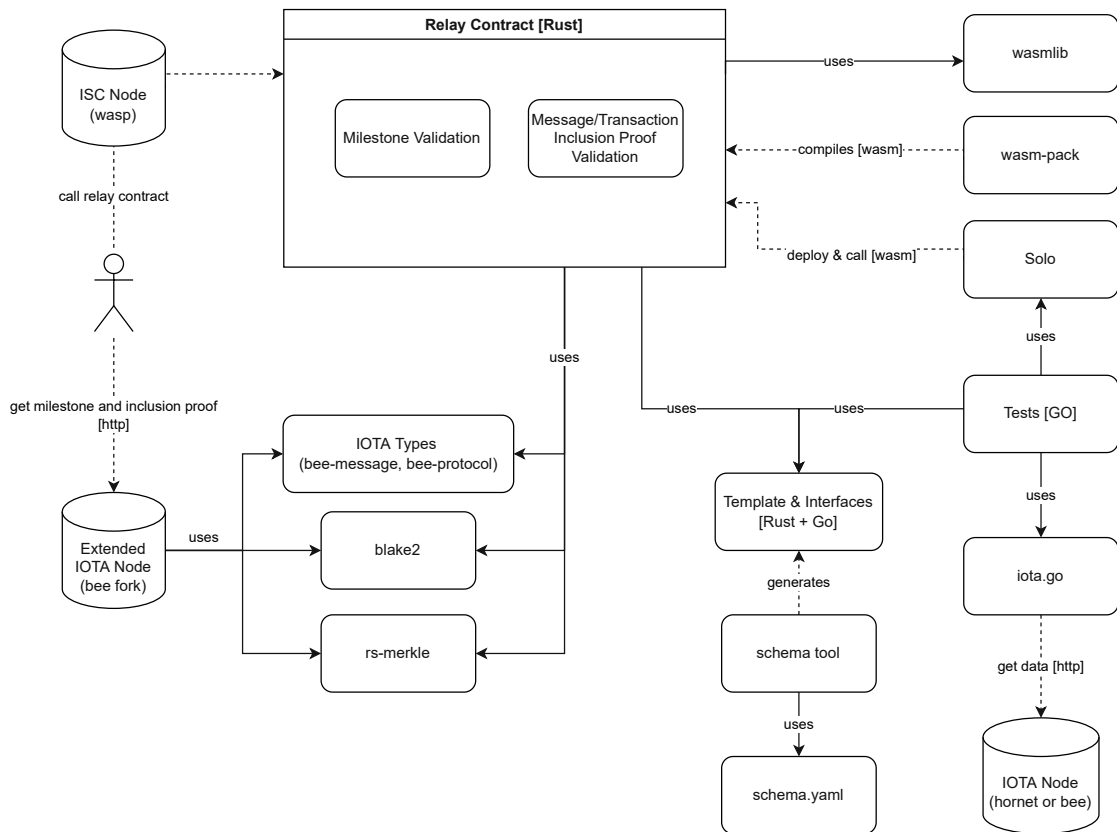 Relay Contract [Rust]
ISC Node
(wasp)
Milestone Validation
Message/Transaction
Inclusion Proof
Validation
uses
wasmlib
compiles [wasm]
wasm-pack
call relay contract
deploy & call [wasm]
Solo
uses
uses
get milestone and inclusion proof
[http]
uses
uses
Tests [GO]
IOTA Types
(bee-message, bee-protocol)
Template & Interfaces
[Rust + Go]
uses
Extended
IOTA Node
(bee fork)
uses
blake2
generates
iota.go
rs-merkle
schema tool
get data [http]
uses
schema.yaml
IOTA Node
(hornet or bee)